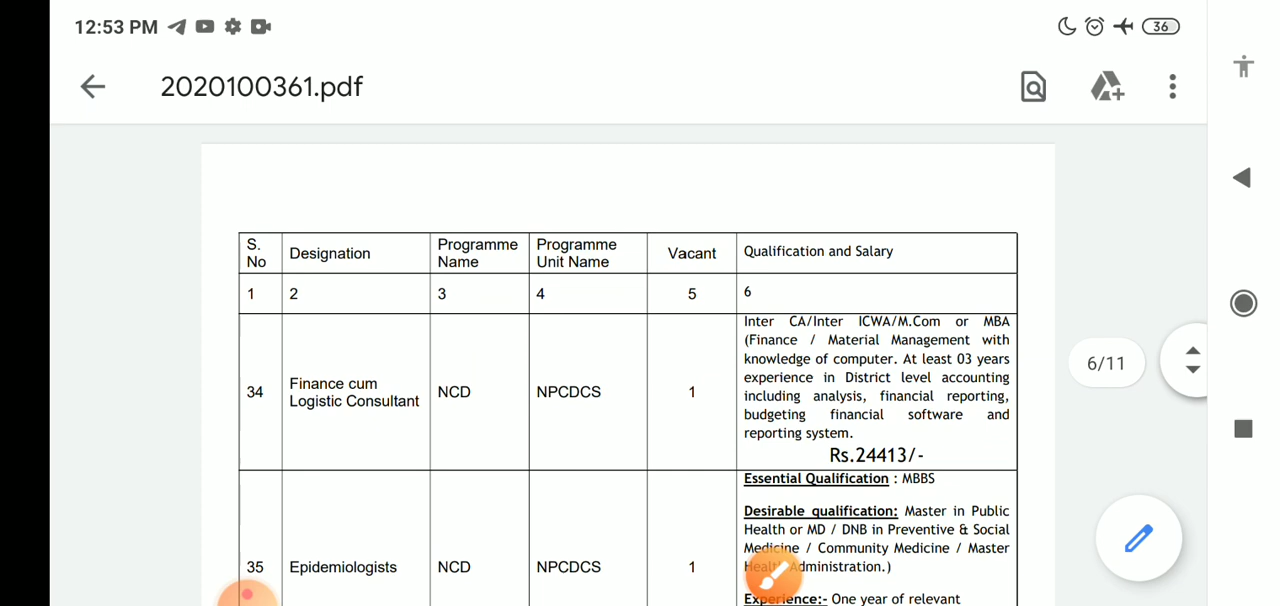 12:53 PM
36
2020100361.pdf
S. No
Designation
Programme Name
Programme Unit Name
Vacant
Qualification and Salary
1
2
3
4
5
6
34
Finance cum
Logistic Consultant
NCD
NPCDCS
1
Inter CA/Inter ICWA/M.Com or MBA
(Finance / Material Management with
knowledge of computer. At least 03 years
experience in District level accounting
including analysis, financial reporting,
budgeting financial software and
reporting system.
Rs.24413/-
35
Epidemiologists
NCD
NPCDCS
1
Essential Qualification : MBBS
Desirable qualification: Master in Public
Health or MD / DNB in Preventive & Social
Medicine / Community Medicine / Master
Health Administration.)
Experience:- One year of relevant
6/11